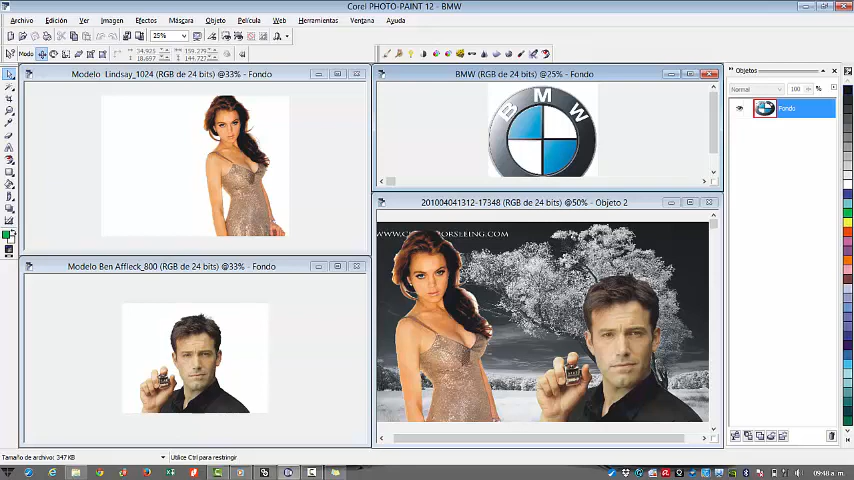 Corel PHOTO-PAINT 12 - BMW
Archivo Edición Ver Imagen Efectos Máscara Objeto Película Web Herramientas Ventana Ayuda
25%
Modo
Modelo Lindsay_1024 (RGB de 24 bits) @33% - Fondo
BMW (RGB de 24 bits) @25% - Fondo
BMW
Objetos
Normal 100 %
Fondo
201004041312-17348 (RGB de 24 bits) @50% - Objeto 2
Modelo Ben Affleck_800 (RGB de 24 bits) @33% - Fondo
Tamaño de archivo: 347 KB
Utilice Ctrl para restringir
09:48 a. m.